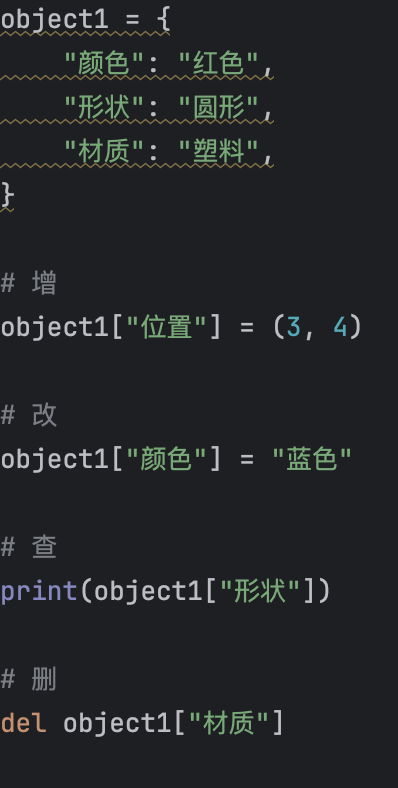 object1 = {
    "颜色": "红色",
    "形状": "圆形",
    "材质": "塑料",
}
# 增
object1["位置"] = (3, 4)
# 改
object1["颜色"] = "蓝色"
# 查
print(object1["形状"])
# 删
del object1["材质"]